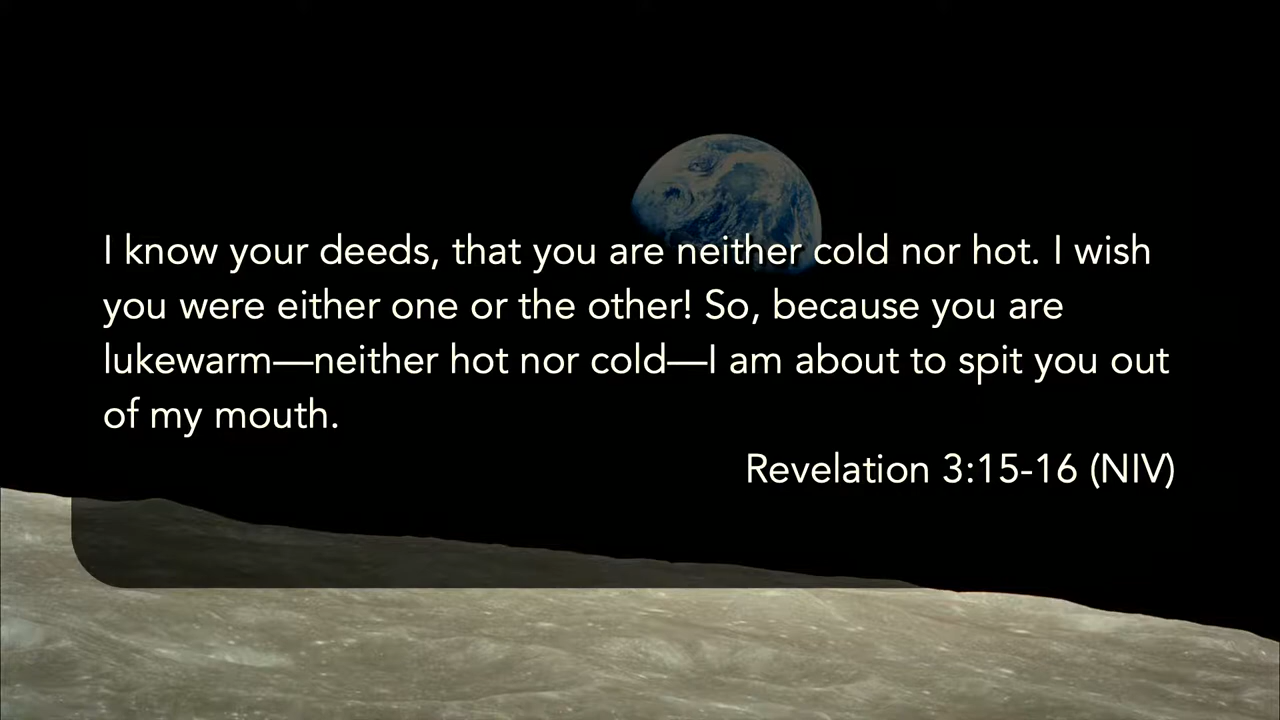 I know your deeds, that you are neither cold nor hot. I wish
you were either one or the other! So, because you are
lukewarm—neither hot nor cold—I am about to spit you out
of my mouth.
Revelation 3:15-16 (NIV)